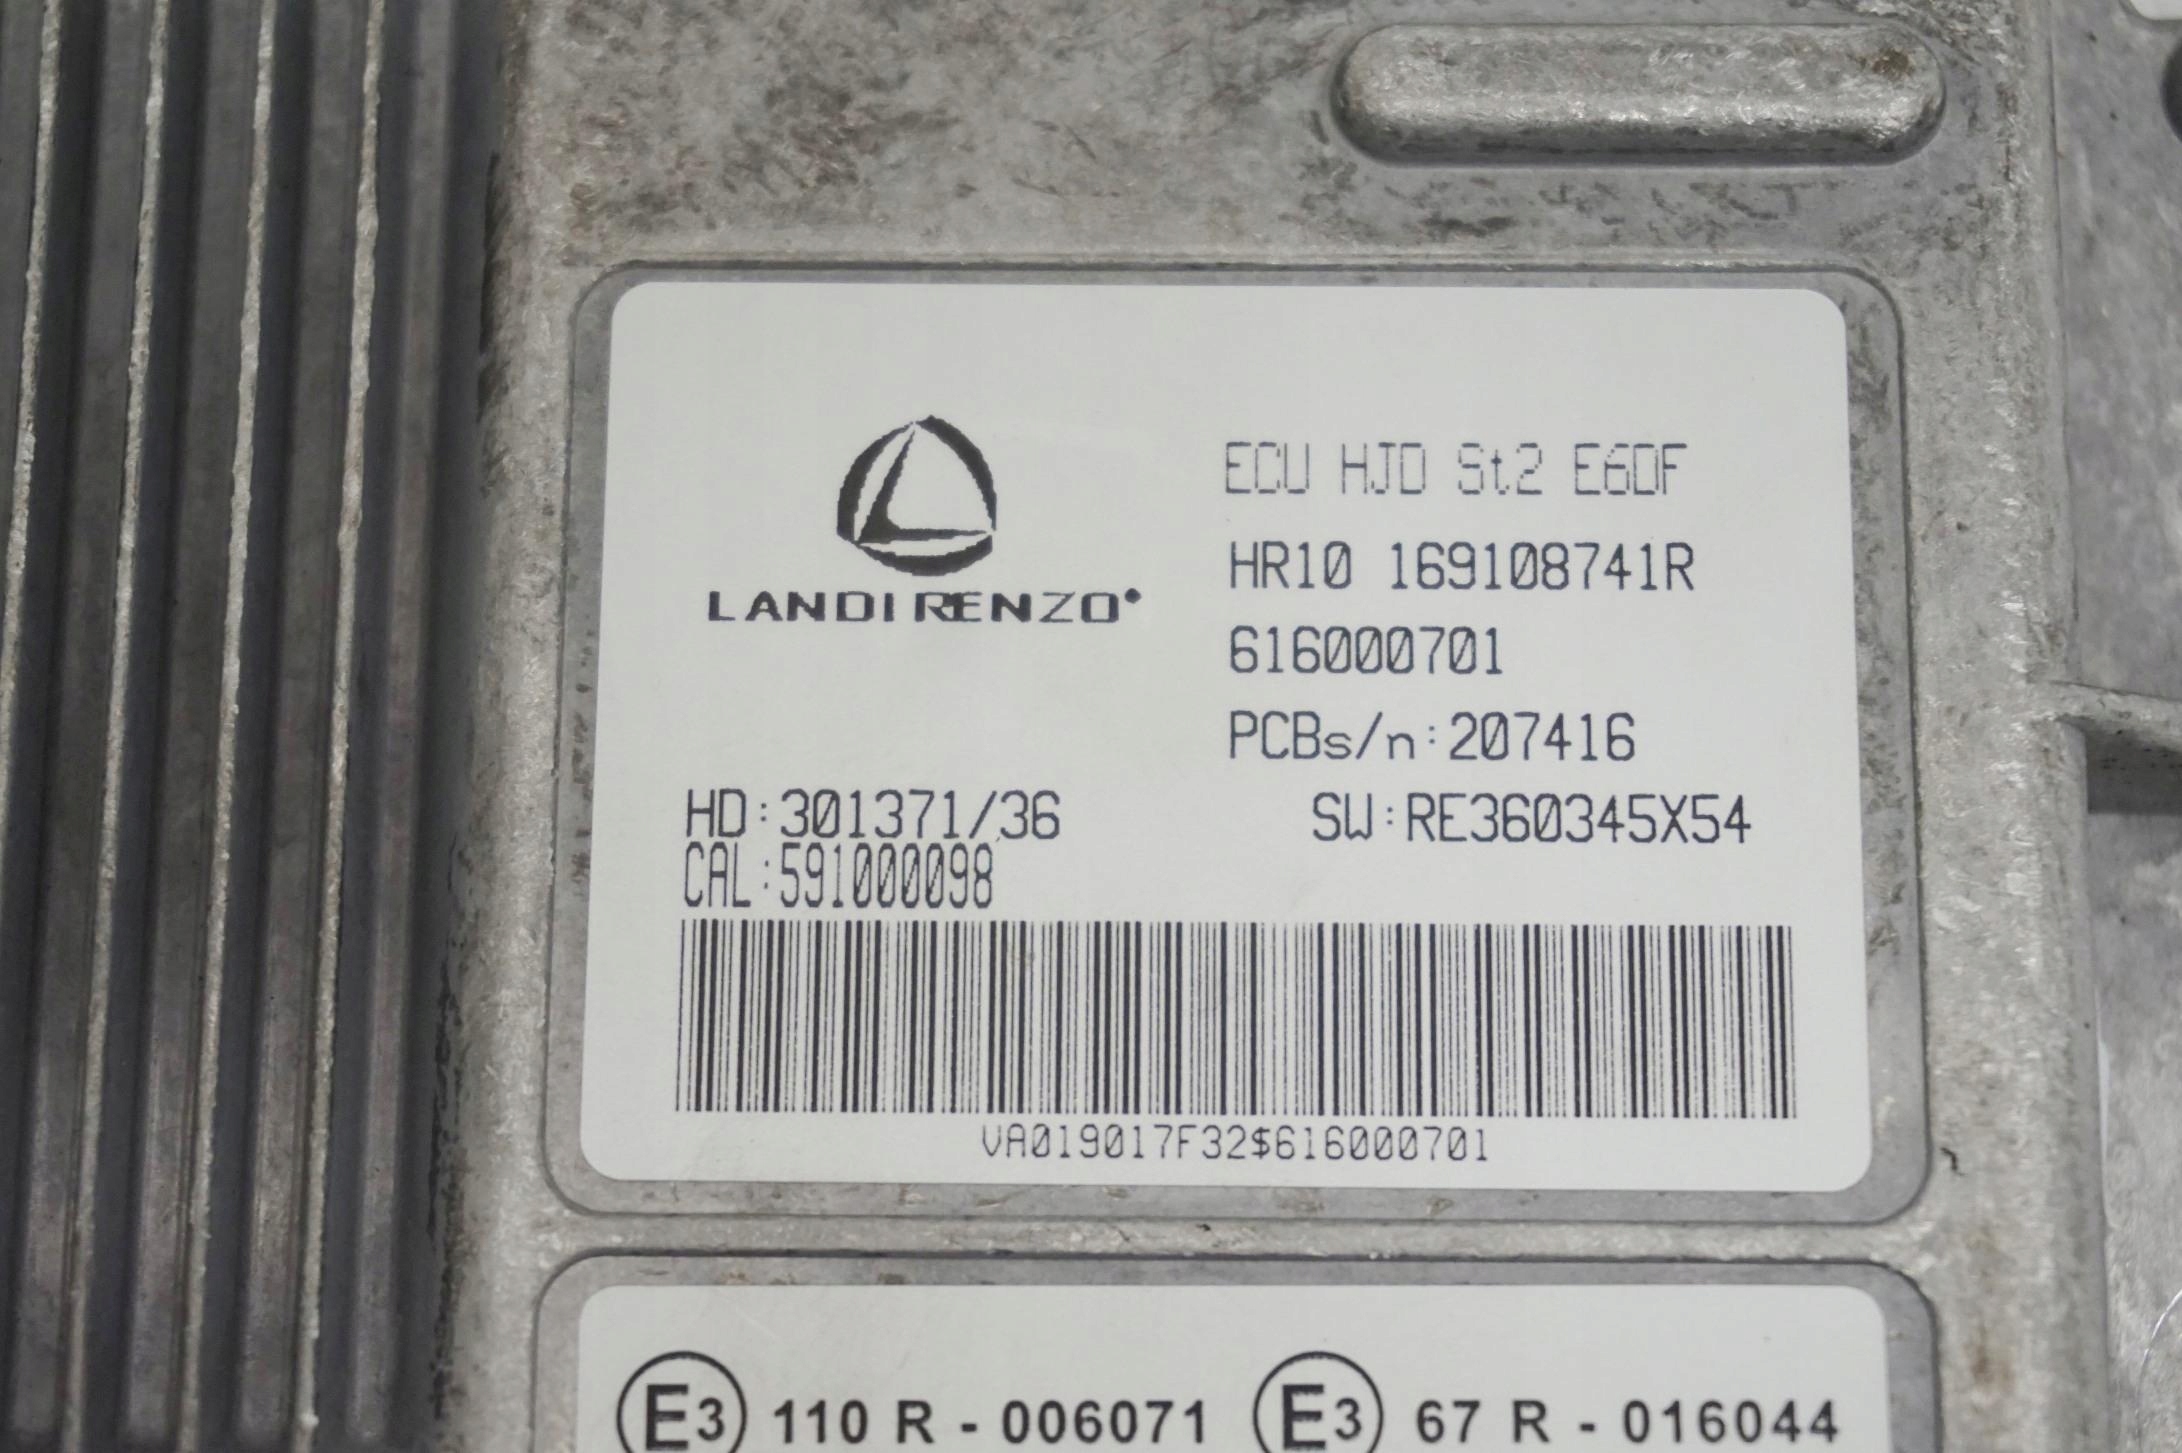 LANDI RENZO
ECU HJD St2 E6DF
HR10 169108741R
616000701
PCBs/n:207416
HD:301371/36 SW:RE360345X54
CAL:591000098
VA019017F32$616000701
E3 110 R - 006071 E3 67 R - 016044